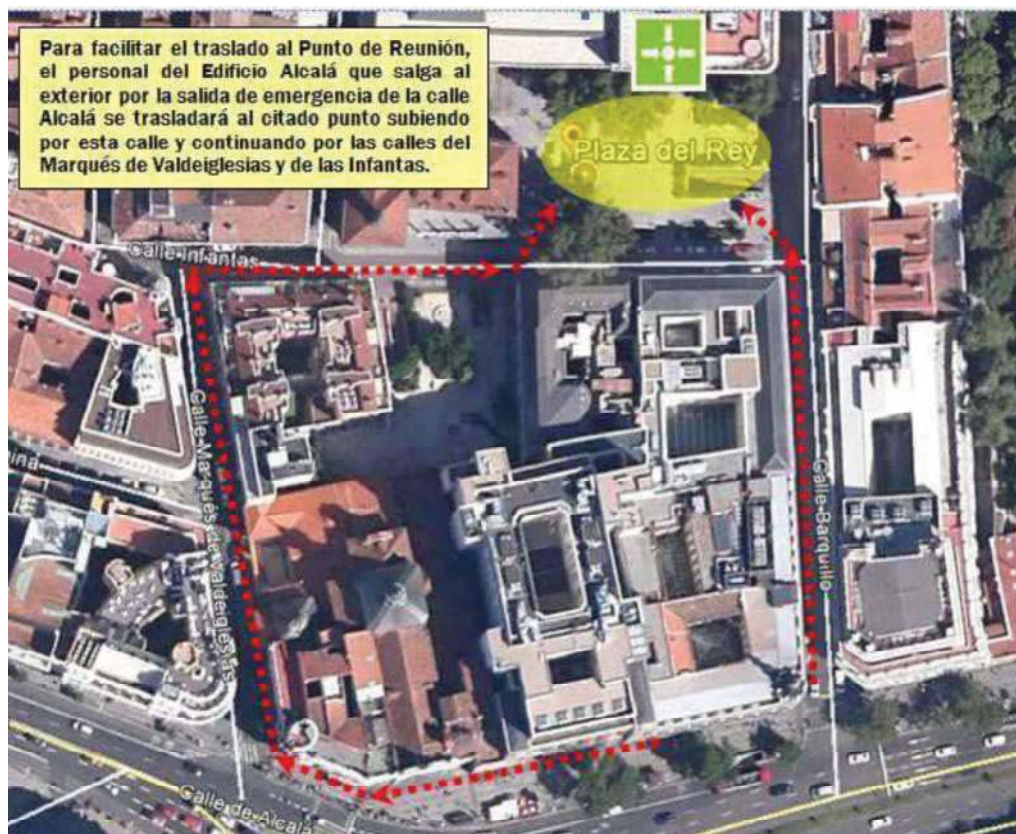 Para facilitar el traslado al Punto de Reunión,
el personal del Edificio Alcalá que salga al
exterior por la salida de emergencia de la calle
Alcalá se trasladará al citado punto subiendo
por esta calle y continuando por las calles del
Marqués de Valdeiglesias y de las Infantas.
Plaza del Rey
Calle Infantas
Calle Marqués de Valdeiglesias
Calle Barquillo
Calle de Alcalá